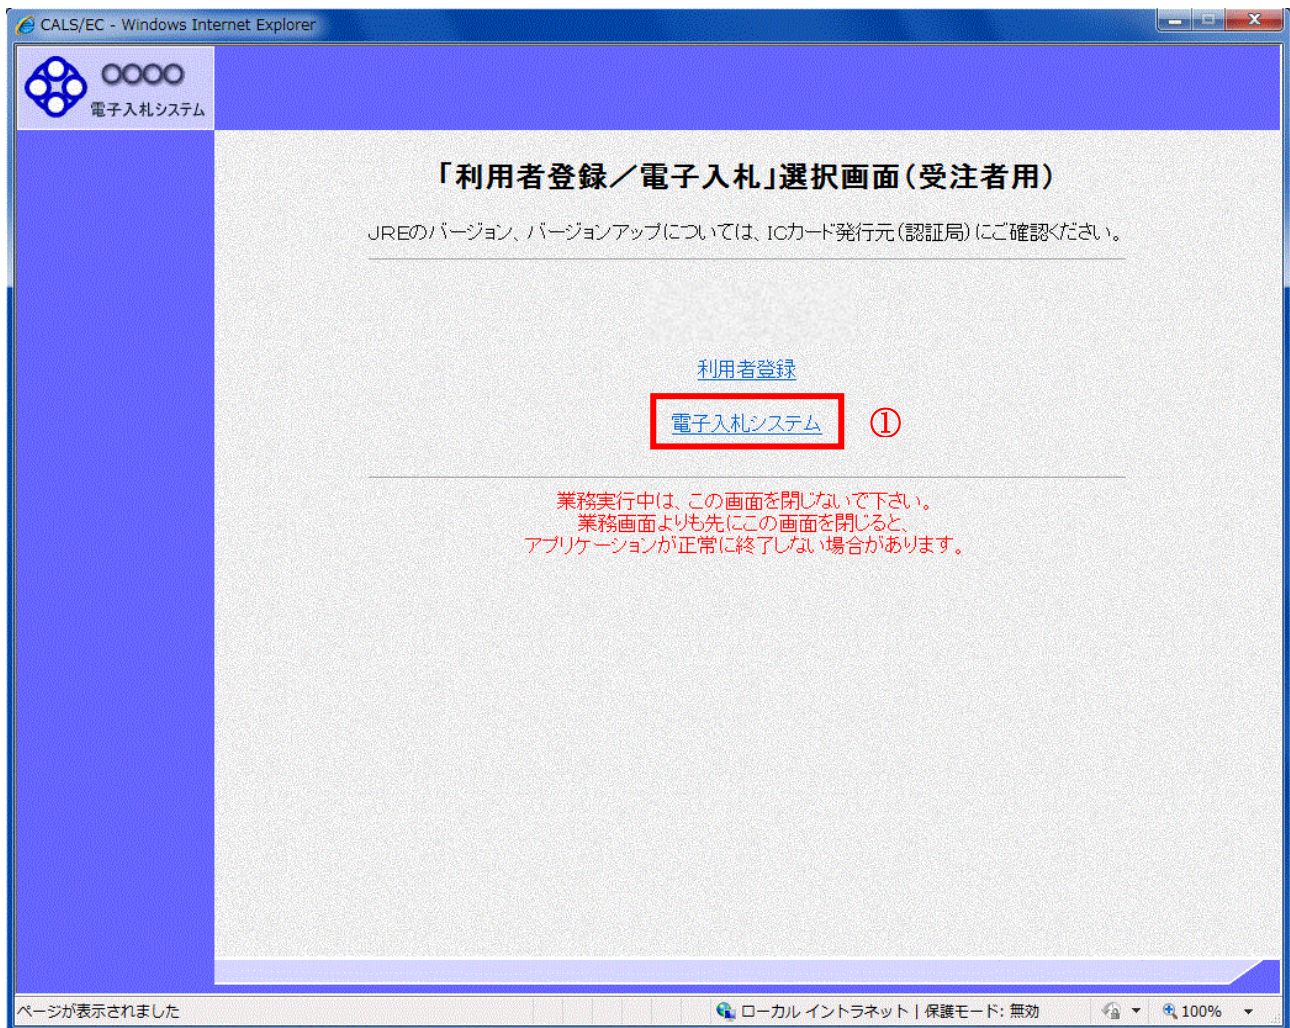 CALS/EC - Windows Internet Explorer
○○○○
電子入札システム
「利用者登録／電子入札」選択画面(受注者用)
JREのバージョン、バージョンアップについては、ICカード発行元(認証局)にご確認ください。
利用者登録
電子入札システム ①
業務実行中は、この画面を閉じないで下さい。
業務画面よりも先にこの画面を閉じると、
アプリケーションが正常に終了しない場合があります。
ページが表示されました ローカル イントラネット | 保護モード: 無効 100%